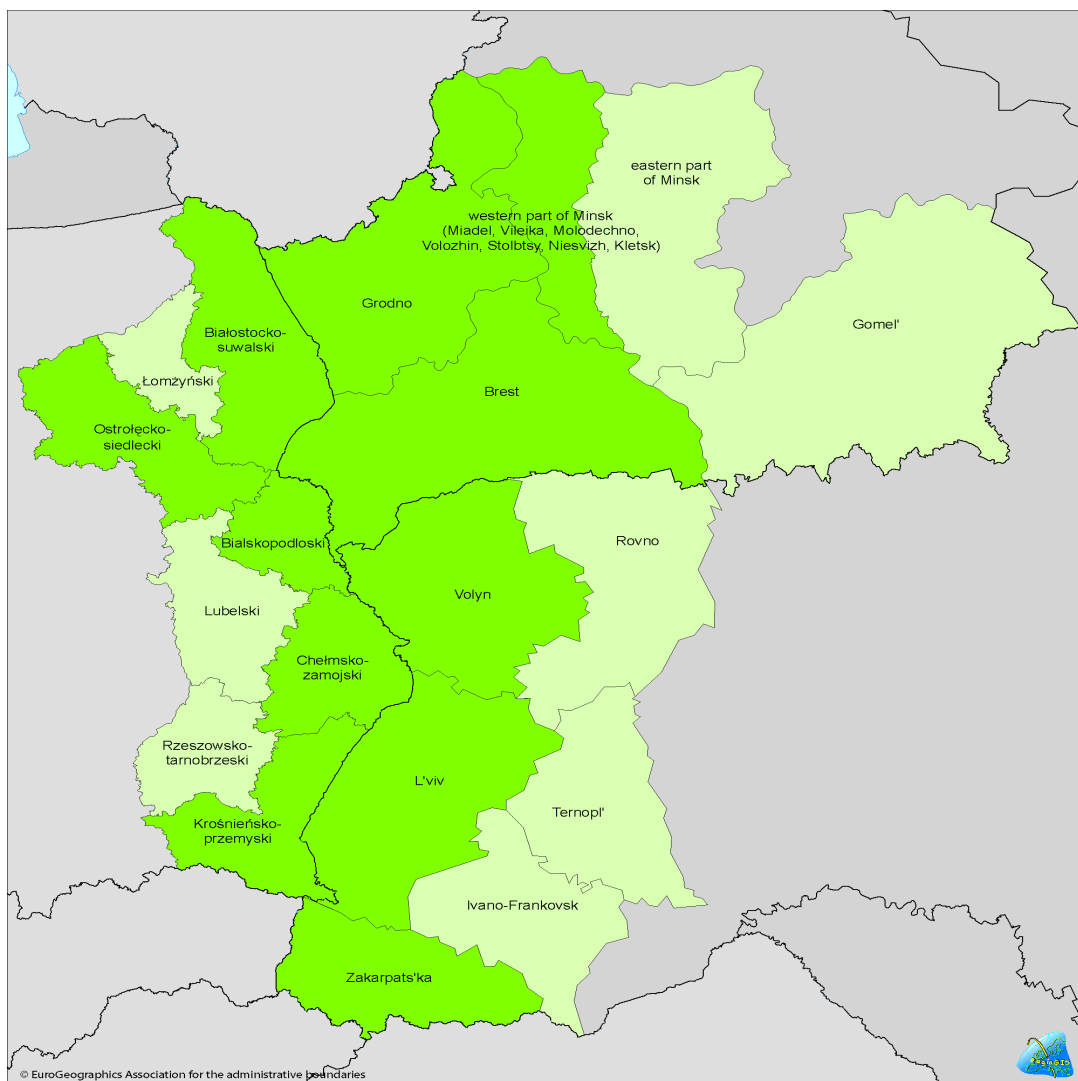 eastern part
of Minsk
western part of Minsk
(Miadel, Vileika, Molodechno,
Volozhin, Stolbtsy, Niesvizh, Kletsk)
Grodno
Gomel'
Białostocko-
suwalski
Łomżyński
Brest
Ostrołęcko-
siedlecki
Bialskopodloski
Rovno
Volyn
Lubelski
Chełmsko-
zamojski
Rzeszowsko-
tarnobrzeski
L'viv
Ternopl'
Krośnieńsko-
przemyski
Ivano-Frankovsk
Zakarpats'ka
© EuroGeographics Association for the administrative boundaries